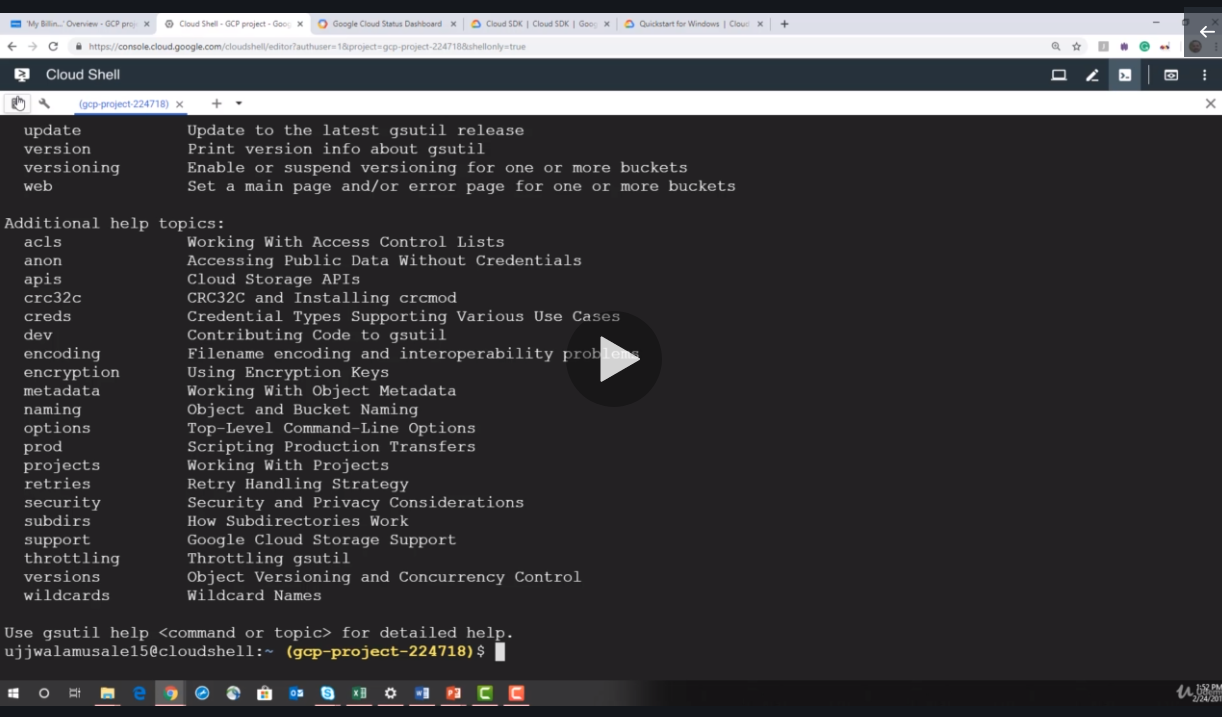 'My Billin...' Overview - GCP proj
Cloud Shell - GCP project - Goog
Google Cloud Status Dashboard
Cloud SDK | Cloud SDK | Goog
Quickstart for Windows | Cloud
https://console.cloud.google.com/cloudshell/editor?authuser=1&project=gcp-project-224718&shellonly=true
Cloud Shell
(gcp-project-224718)
update Update to the latest gsutil release
version Print version info about gsutil
versioning Enable or suspend versioning for one or more buckets
web Set a main page and/or error page for one or more buckets
Additional help topics:
acls Working With Access Control Lists
anon Accessing Public Data Without Credentials
apis Cloud Storage APIs
crc32c CRC32C and Installing crcmod
creds Credential Types Supporting Various Use Cases
dev Contributing Code to gsutil
encoding Filename encoding and interoperability problems
encryption Using Encryption Keys
metadata Working With Object Metadata
naming Object and Bucket Naming
options Top-Level Command-Line Options
prod Scripting Production Transfers
projects Working With Projects
retries Retry Handling Strategy
security Security and Privacy Considerations
subdirs How Subdirectories Work
support Google Cloud Storage Support
throttling Throttling gsutil
versions Object Versioning and Concurrency Control
wildcards Wildcard Names
Use gsutil help <command or topic> for detailed help.
ujjwalamusale15@cloudshell:~ (gcp-project-224718)$
1:52 PM